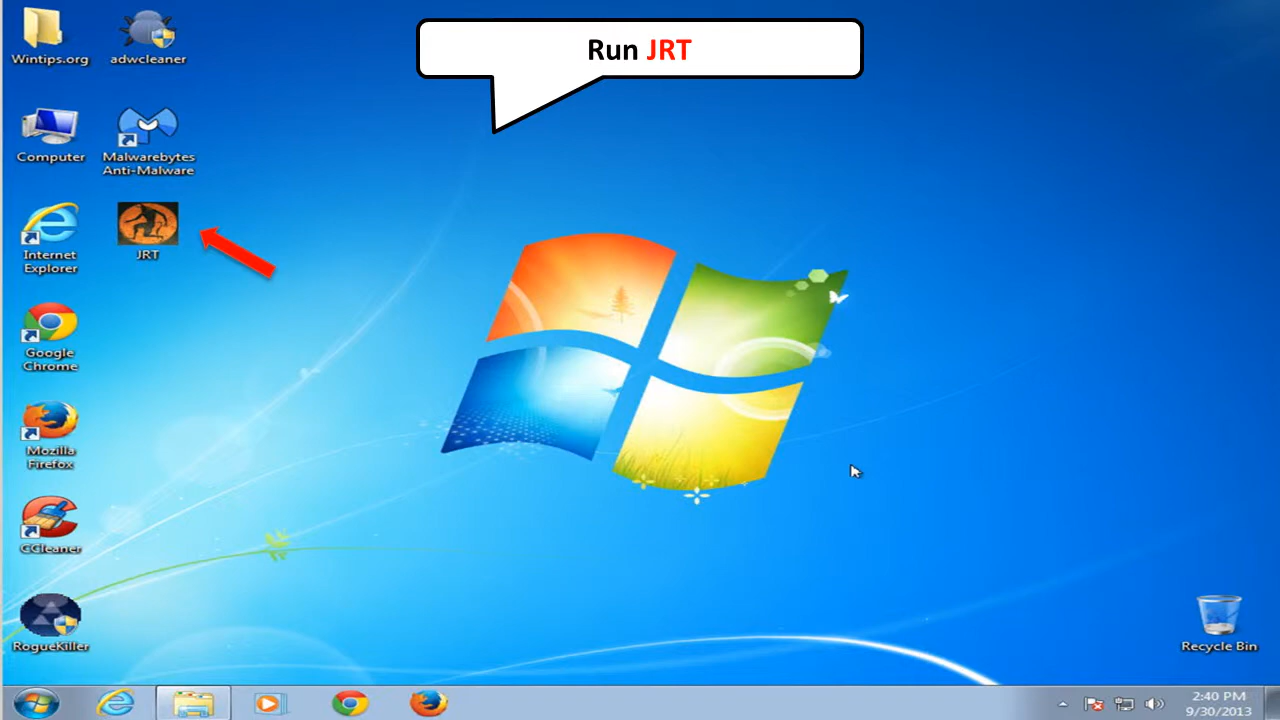 Run JRT
Wintips.org
adwcleaner
Computer
Malwarebytes
Anti-Malware
Internet
Explorer
JRT
Google
Chrome
Mozilla
Firefox
CCleaner
RogueKiller
Recycle Bin
2:40 PM
9/30/2013